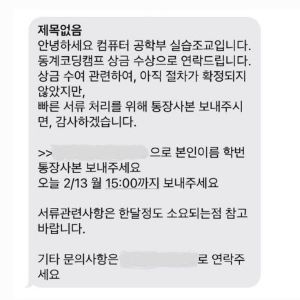 제목없음
안녕하세요 컴퓨터 공학부 실습조교입니다.
동계코딩캠프 상금 수상으로 연락드립니다.
상금 수여 관련하여, 아직 절차가 확정되지
않았지만,
빠른 서류 처리를 위해 통장사본 보내주시
면, 감사하겠습니다.
>> 으로 본인이름 학번
통장사본 보내주세요
오늘 2/13 월 15:00까지 보내주세요
서류관련사항은 한달정도 소요되는점 참고
바랍니다.
기타 문의사항은 로 연락주
세요